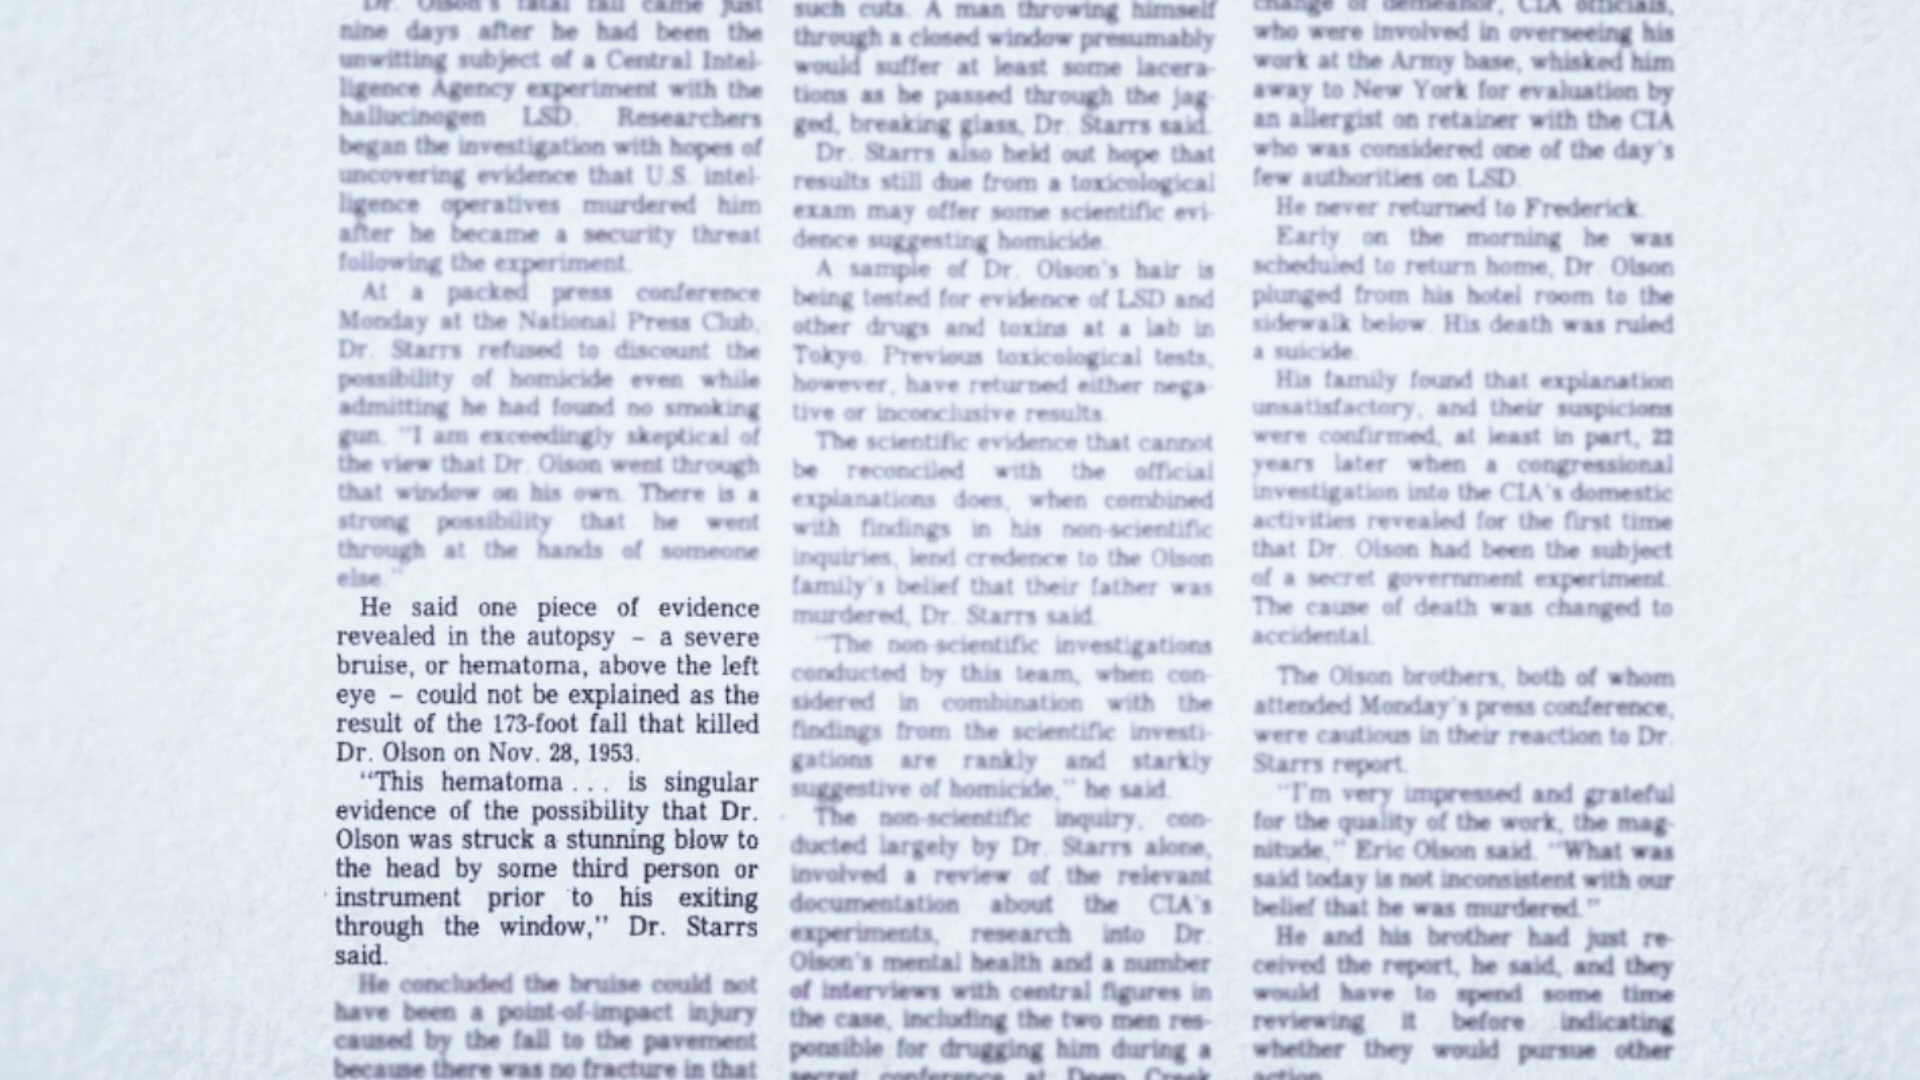 Dr. Olson's fatal fall came just
nine days after he had been the
unwitting subject of a Central Intel-
ligence Agency experiment with the
hallucinogen LSD. Researchers
began the investigation with hopes of
uncovering evidence that U.S. intel-
ligence operatives murdered him
after he became a security threat
following the experiment.
At a packed press conference
Monday at the National Press Club,
Dr. Starrs refused to discount the
possibility of homicide even while
admitting he had found no smoking
gun. "I am exceedingly skeptical of
the view that Dr. Olson went through
that window on his own. There is a
strong possibility that he went
through at the hands of someone
else."
He said one piece of evidence
revealed in the autopsy – a severe
bruise, or hematoma, above the left
eye – could not be explained as the
result of the 173-foot fall that killed
Dr. Olson on Nov. 28, 1953.
"This hematoma . . . is singular
evidence of the possibility that Dr.
Olson was struck a stunning blow to
the head by some third person or
instrument prior to his exiting
through the window," Dr. Starrs
said.
He concluded the bruise could not
have been a point-of-impact injury
caused by the fall to the pavement
because there was no fracture in that
such cuts. A man throwing himself
through a closed window presumably
would suffer at least some lacera-
tions as he passed through the jag-
ged, breaking glass, Dr. Starrs said.
Dr. Starrs also held out hope that
results still due from a toxicological
exam may offer some scientific evi-
dence suggesting homicide.
A sample of Dr. Olson's hair is
being tested for evidence of LSD and
other drugs and toxins at a lab in
Tokyo. Previous toxicological tests,
however, have returned either nega-
tive or inconclusive results.
The scientific evidence that cannot
be reconciled with the official
explanations does, when combined
with findings in his non-scientific
inquiries, lend credence to the Olson
family's belief that their father was
murdered, Dr. Starrs said.
"The non-scientific investigations
conducted by this team, when con-
sidered in combination with the
findings from the scientific investi-
gations are rankly and starkly
suggestive of homicide," he said.
The non-scientific inquiry, con-
ducted largely by Dr. Starrs alone,
involved a review of the relevant
documentation about the CIA's
experiments, research into Dr.
Olson's mental health and a number
of interviews with central figures in
the case, including the two men res-
ponsible for drugging him during a
secret conference at Deep Creek
change of demeanor, CIA officials,
who were involved in overseeing his
work at the Army base, whisked him
away to New York for evaluation by
an allergist on retainer with the CIA
who was considered one of the day's
few authorities on LSD.
He never returned to Frederick.
Early on the morning he was
scheduled to return home, Dr. Olson
plunged from his hotel room to the
sidewalk below. His death was ruled
a suicide.
His family found that explanation
unsatisfactory, and their suspicions
were confirmed, at least in part, 22
years later when a congressional
investigation into the CIA's domestic
activities revealed for the first time
that Dr. Olson had been the subject
of a secret government experiment.
The cause of death was changed to
accidental.
The Olson brothers, both of whom
attended Monday's press conference,
were cautious in their reaction to Dr.
Starrs report.
"I'm very impressed and grateful
for the quality of the work, the mag-
nitude," Eric Olson said. "What was
said today is not inconsistent with our
belief that he was murdered."
He and his brother had just re-
ceived the report, he said, and they
would have to spend some time
reviewing it before indicating
whether they would pursue other
action.